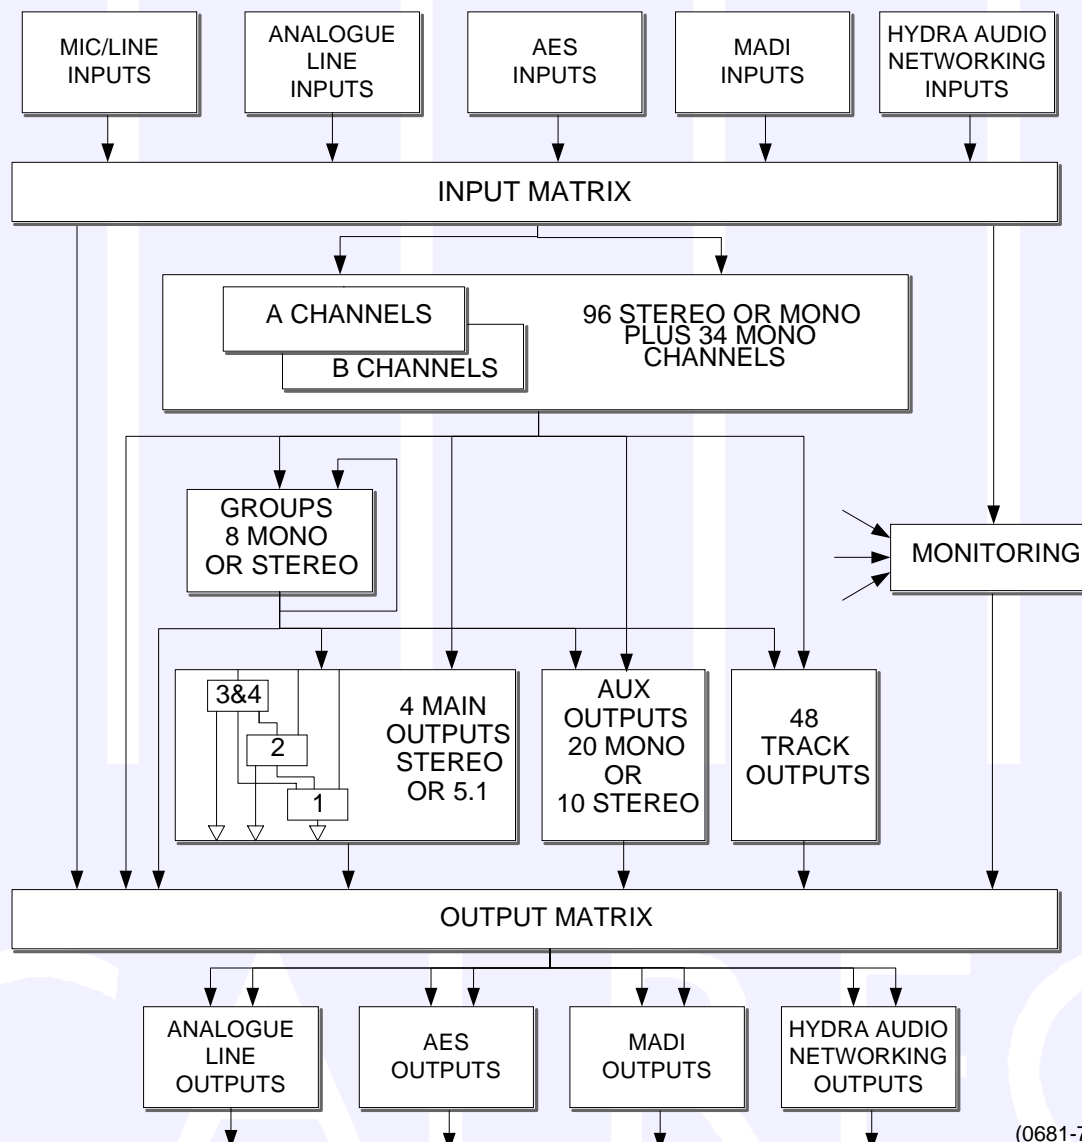 MIC/LINE
INPUTS
ANALOGUE
LINE
INPUTS
AES
INPUTS
MADI
INPUTS
HYDRA AUDIO
NETWORKING
INPUTS
INPUT MATRIX
A CHANNELS
B CHANNELS
96 STEREO OR MONO
PLUS 34 MONO
CHANNELS
GROUPS
8 MONO
OR STEREO
MONITORING
3&4
2
1
4 MAIN
OUTPUTS
STEREO
OR 5.1
AUX
OUTPUTS
20 MONO
OR
10 STEREO
48
TRACK
OUTPUTS
OUTPUT MATRIX
ANALOGUE
LINE
OUTPUTS
AES
OUTPUTS
MADI
OUTPUTS
HYDRA AUDIO
NETWORKING
OUTPUTS
(0681-7